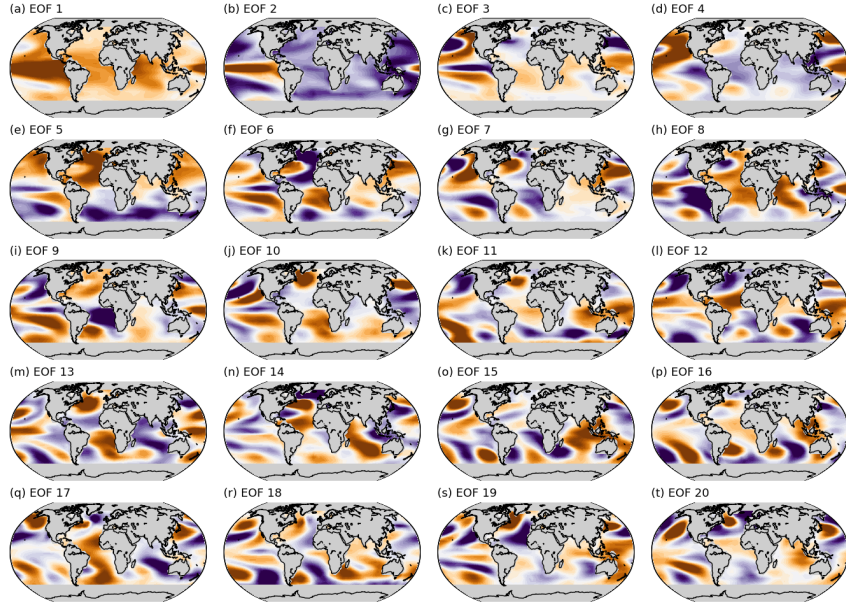 (a) EOF 1
(b) EOF 2
(c) EOF 3
(d) EOF 4
(e) EOF 5
(f) EOF 6
(g) EOF 7
(h) EOF 8
(i) EOF 9
(j) EOF 10
(k) EOF 11
(l) EOF 12
(m) EOF 13
(n) EOF 14
(o) EOF 15
(p) EOF 16
(q) EOF 17
(r) EOF 18
(s) EOF 19
(t) EOF 20